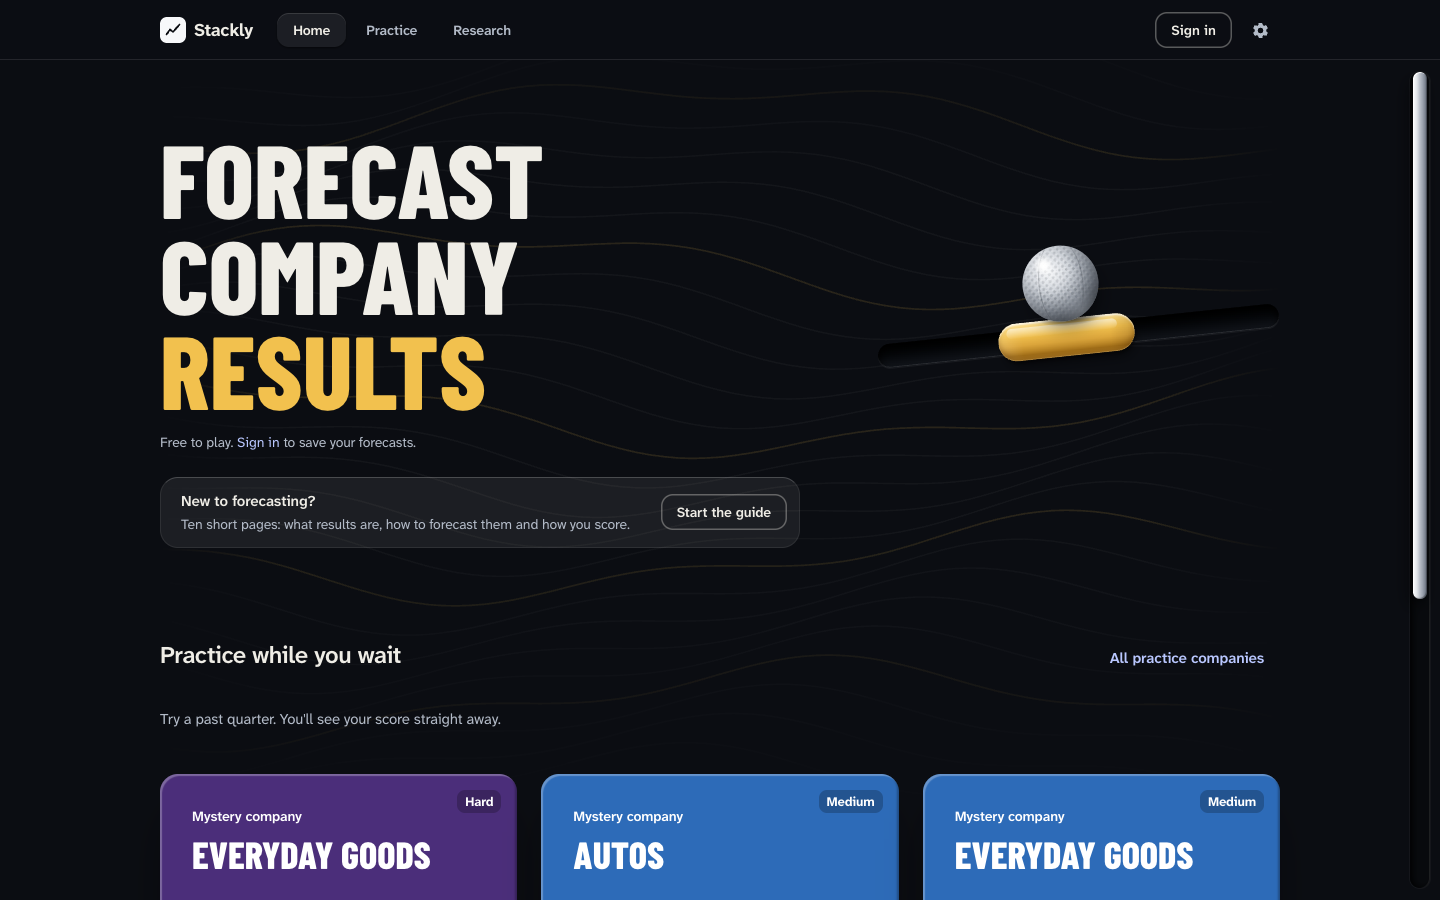 Stackly
Home
Practice
Research
Sign in
FORECAST
COMPANY
RESULTS
Free to play. Sign in to save your forecasts.
New to forecasting?
Ten short pages: what results are, how to forecast them and how you score.
Start the guide
Practice while you wait
All practice companies
Try a past quarter. You'll see your score straight away.
Hard
Mystery company
EVERYDAY GOODS
Medium
Mystery company
AUTOS
Medium
Mystery company
EVERYDAY GOODS